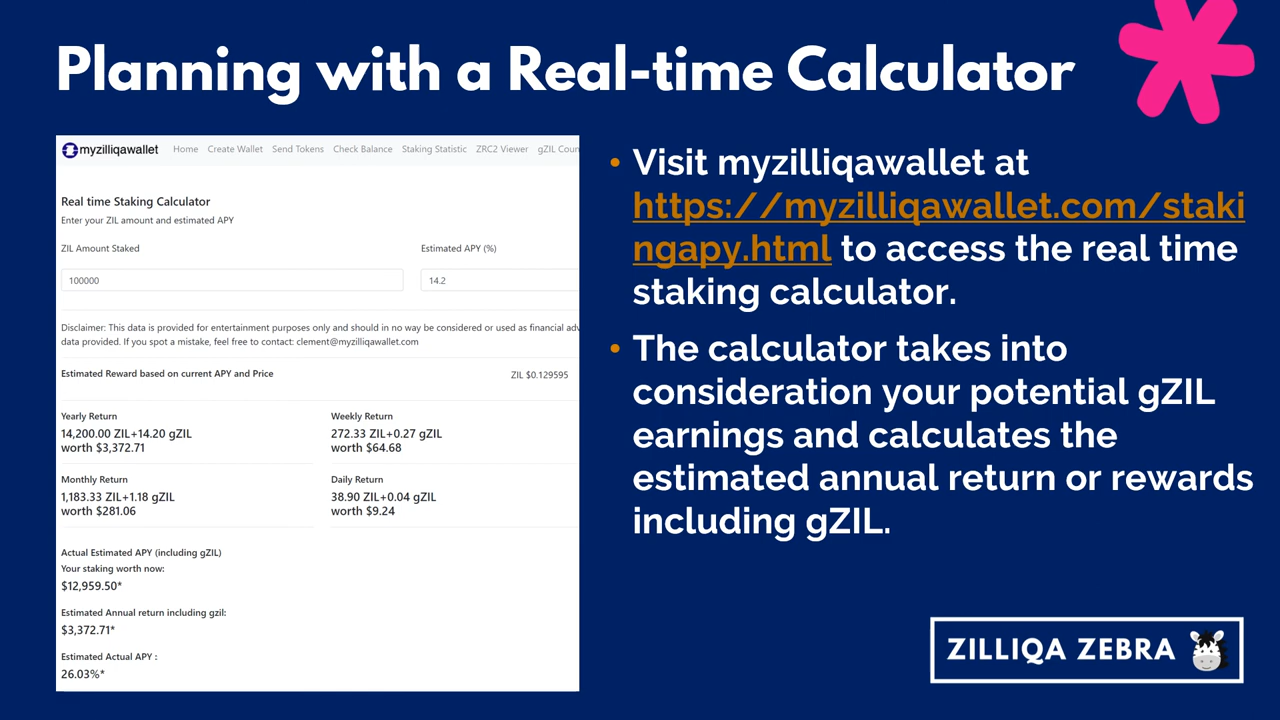 Planning with a Real-time Calculator
myzilliqawallet Home Create Wallet Send Tokens Check Balance Staking Statistic ZRC2 Viewer gZIL Coun
Real time Staking Calculator
Enter your ZIL amount and estimated APY
ZIL Amount Staked Estimated APY (%)
100000 14.2
Disclaimer: This data is provided for entertainment purposes only and should in no way be considered or used as financial adv
data provided. If you spot a mistake, feel free to contact: clement@myzilliqawallet.com
Estimated Reward based on current APY and Price ZIL $0.129595
Yearly Return Weekly Return
14,200.00 ZIL+14.20 gZIL 272.33 ZIL+0.27 gZIL
worth $3,372.71 worth $64.68
Monthly Return Daily Return
1,183.33 ZIL+1.18 gZIL 38.90 ZIL+0.04 gZIL
worth $281.06 worth $9.24
Actual Estimated APY (including gZIL)
Your staking worth now:
$12,959.50*
Estimated Annual return including gzil:
$3,372.71*
Estimated Actual APY :
26.03%*
• Visit myzilliqawallet at
https://myzilliqawallet.com/staki
ngapy.html to access the real time
staking calculator.
• The calculator takes into
consideration your potential gZIL
earnings and calculates the
estimated annual return or rewards
including gZIL.
ZILLIQA ZEBRA